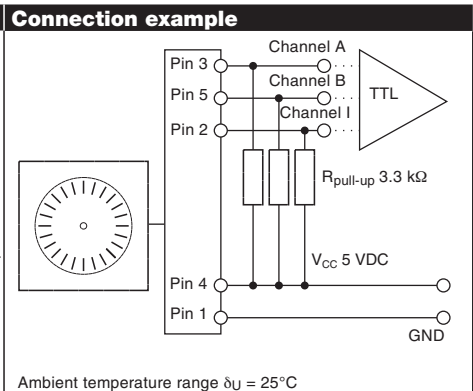 Connection example
Channel A
Pin 3
Channel B
Pin 5
TTL
Channel I
Pin 2
Rpull-up 3.3 kΩ
VCC 5 VDC
Pin 4
Pin 1
GND
Ambient temperature range δU = 25°C